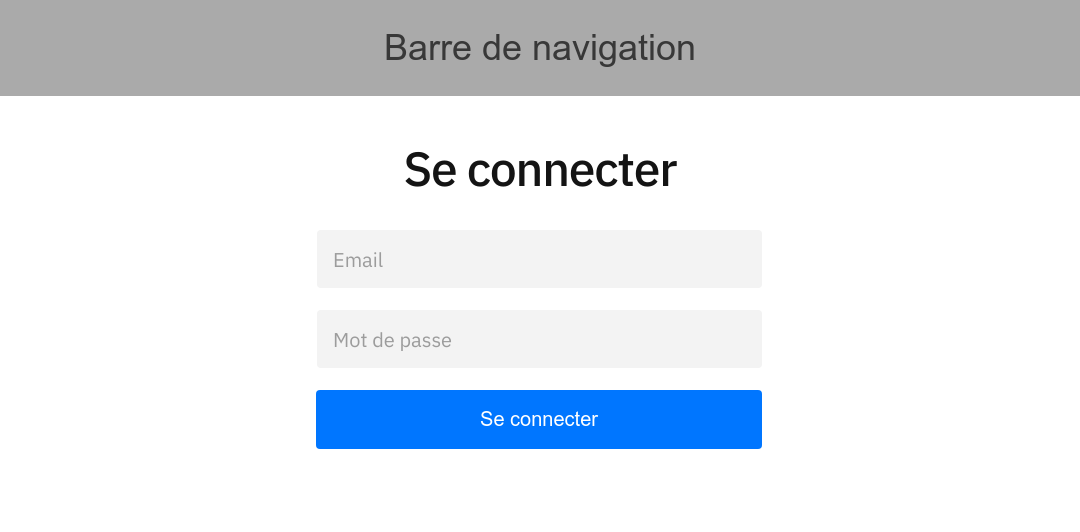 Barre de navigation
Se connecter
Email
Mot de passe
Se connecter